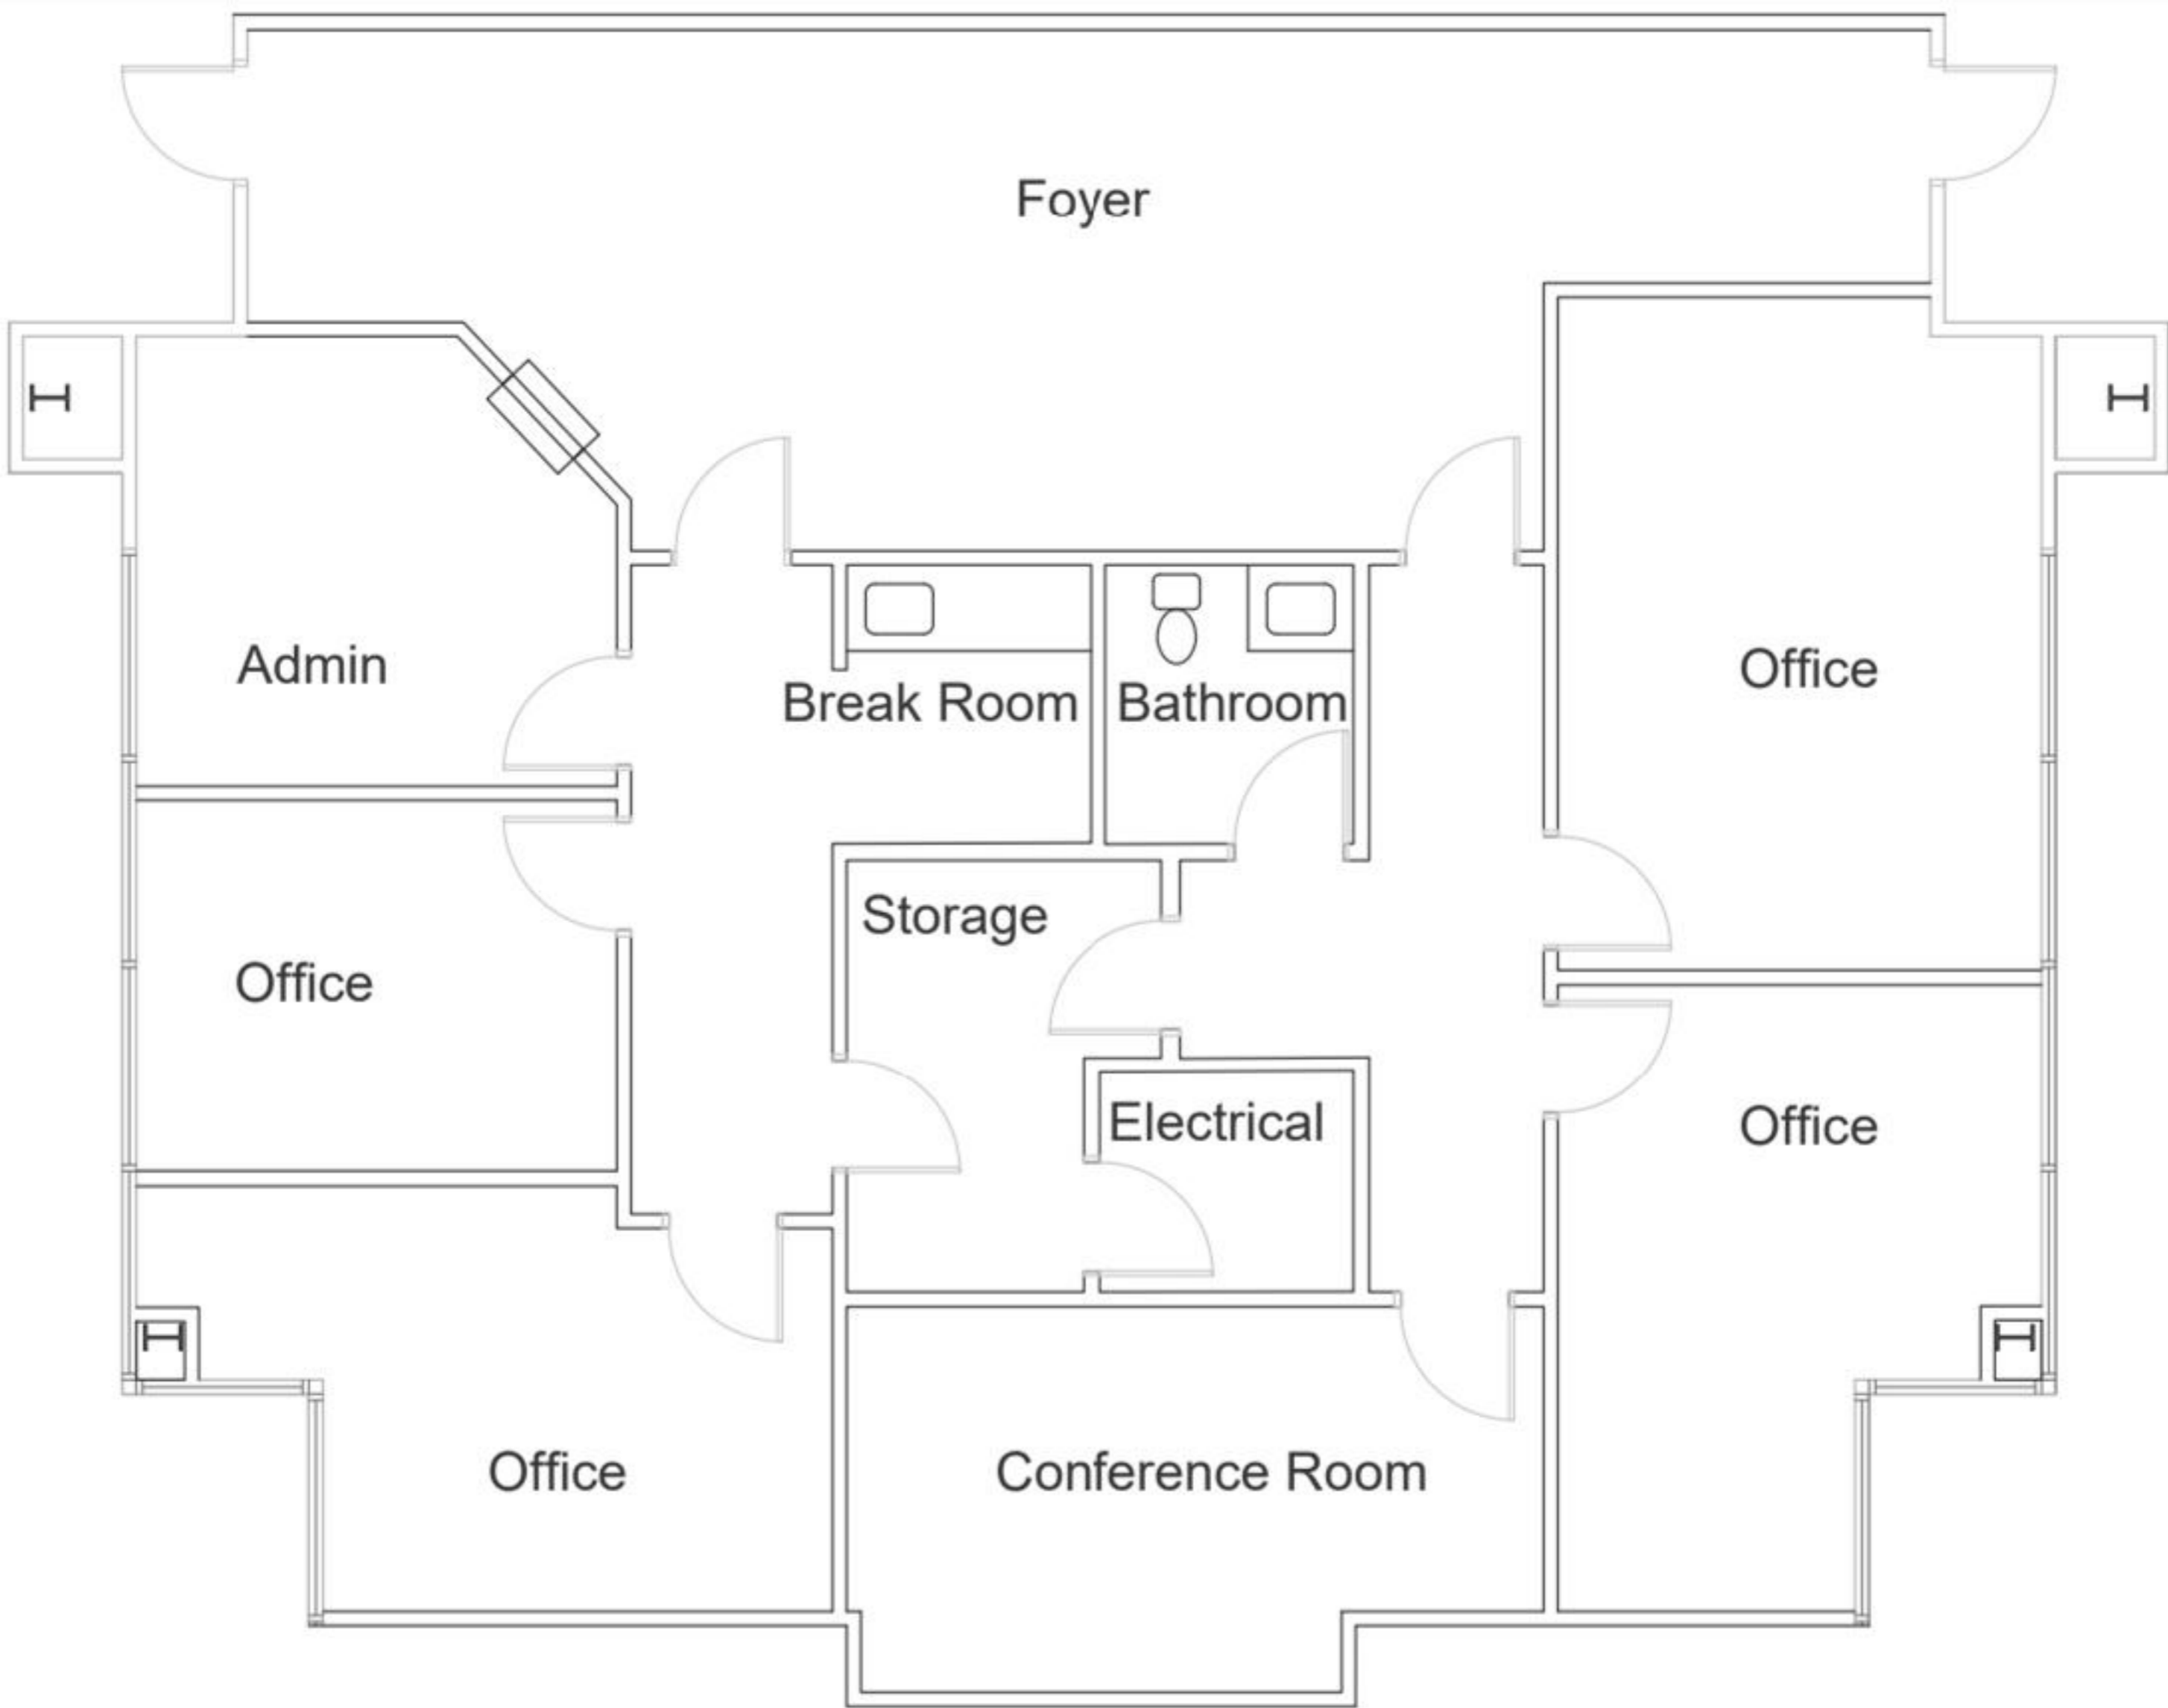 Foyer
Admin
Break Room
Bathroom
Office
Storage
Office
Electrical
Office
Office
Conference Room